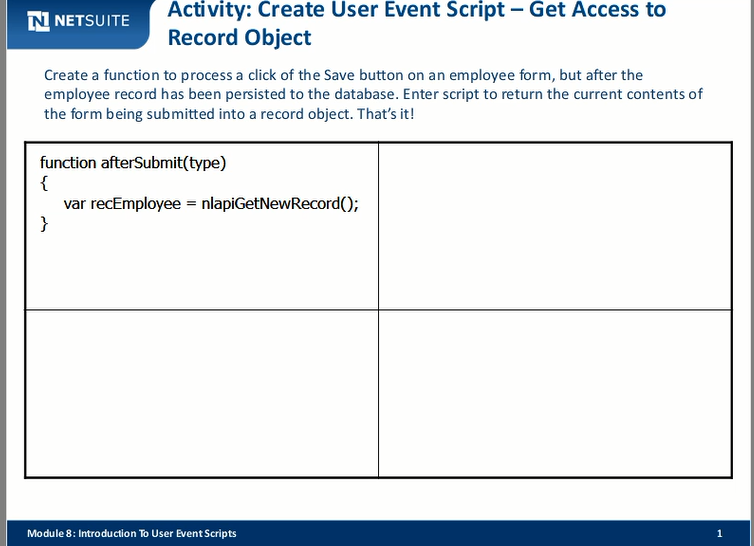 NETSUITE
Activity: Create User Event Script – Get Access to
Record Object
Create a function to process a click of the Save button on an employee form, but after the
employee record has been persisted to the database. Enter script to return the current contents of
the form being submitted into a record object. That's it!
function afterSubmit(type)
{
var recEmployee = nlapiGetNewRecord();
}
Module 8: Introduction To User Event Scripts
1